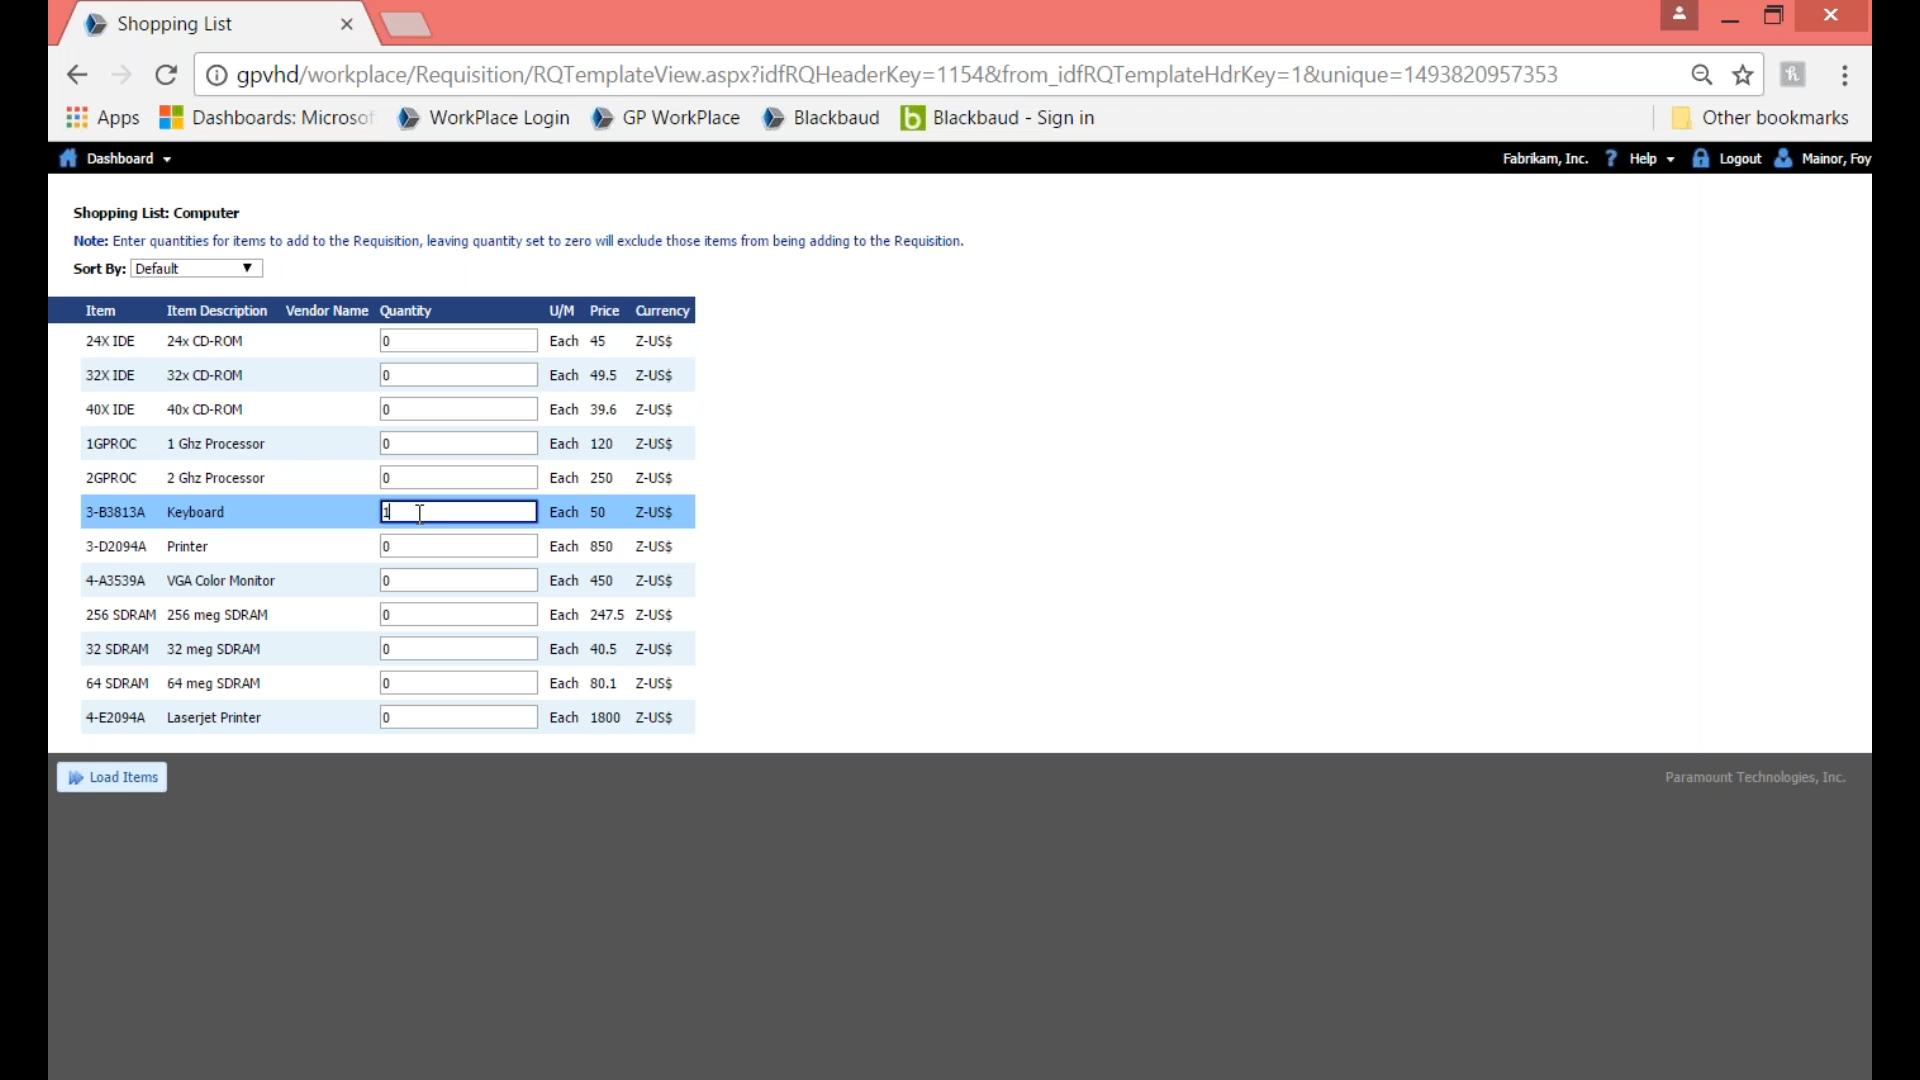 Shopping List
gpvhd/workplace/Requisition/RQTemplateView.aspx?idfRQHeaderKey=1154&from_idfRQTemplateHdrKey=1&unique=1493820957353
Apps Dashboards: Microsof WorkPlace Login GP WorkPlace Blackbaud Blackbaud - Sign in Other bookmarks
Dashboard Fabrikam, Inc. ? Help Logout Mainor, Foy
Shopping List: Computer
Note: Enter quantities for items to add to the Requisition, leaving quantity set to zero will exclude those items from being adding to the Requisition.
Sort By: Default
Item Item Description Vendor Name Quantity U/M Price Currency
24X IDE 24x CD-ROM 0 Each 45 Z-US$
32X IDE 32x CD-ROM 0 Each 49.5 Z-US$
40X IDE 40x CD-ROM 0 Each 39.6 Z-US$
1GPROC 1 Ghz Processor 0 Each 120 Z-US$
2GPROC 2 Ghz Processor 0 Each 250 Z-US$
3-B3813A Keyboard 1 Each 50 Z-US$
3-D2094A Printer 0 Each 850 Z-US$
4-A3539A VGA Color Monitor 0 Each 450 Z-US$
256 SDRAM 256 meg SDRAM 0 Each 247.5 Z-US$
32 SDRAM 32 meg SDRAM 0 Each 40.5 Z-US$
64 SDRAM 64 meg SDRAM 0 Each 80.1 Z-US$
4-E2094A Laserjet Printer 0 Each 1800 Z-US$
Load Items Paramount Technologies, Inc.